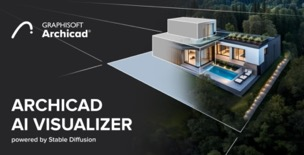 GRAPHISOFT
Archicad®
ARCHICAD
AI VISUALIZER
powered by Stable Diffusion